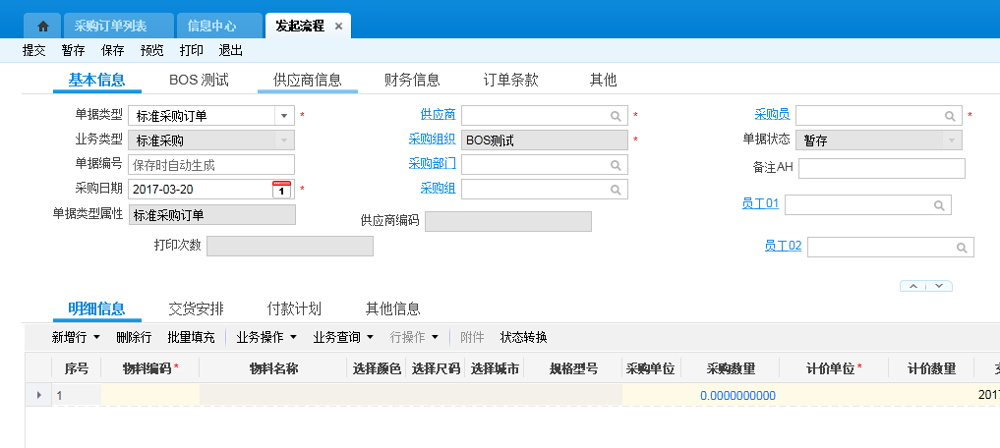 采购订单列表 信息中心 发起流程 ×
提交 暂存 保存 预览 打印 退出
基本信息 BOS 测试 供应商信息 财务信息 订单条款 其他
单据类型 标准采购订单 * 供应商 * 采购员 *
业务类型 标准采购 采购组织 BOS测试 * 单据状态 暂存
单据编号 保存时自动生成 采购部门 备注AH
采购日期 2017-03-20 1 * 采购组
员工01
单据类型属性 标准采购订单 供应商编码
打印次数 员工02
明细信息 交货安排 付款计划 其他信息
新增行 删除行 批量填充 业务操作 业务查询 行操作 附件 状态转换
序号 物料编码* 物料名称 选择颜色 选择尺码 选择城市 规格型号 采购单位 采购数量 计价单位* 计价数量
1 0.0000000000 2017